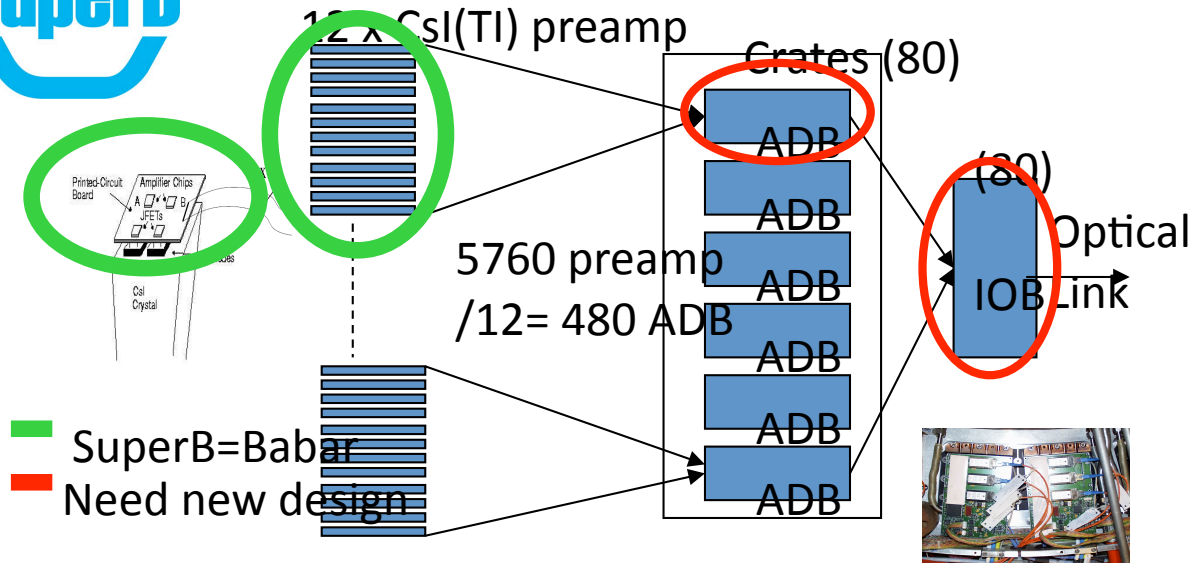 SuperB
12 x CsI(TI) preamp
Crates (80)
Printed-Circuit
Board
Amplifier Chips
A
B
JFETs
CsI
Crystal
ADB
ADB
ADB
ADB
ADB
ADB
5760 preamp
/12= 480 ADB
(80)
IOB
Optical
Link
SuperB=Babar
Need new design